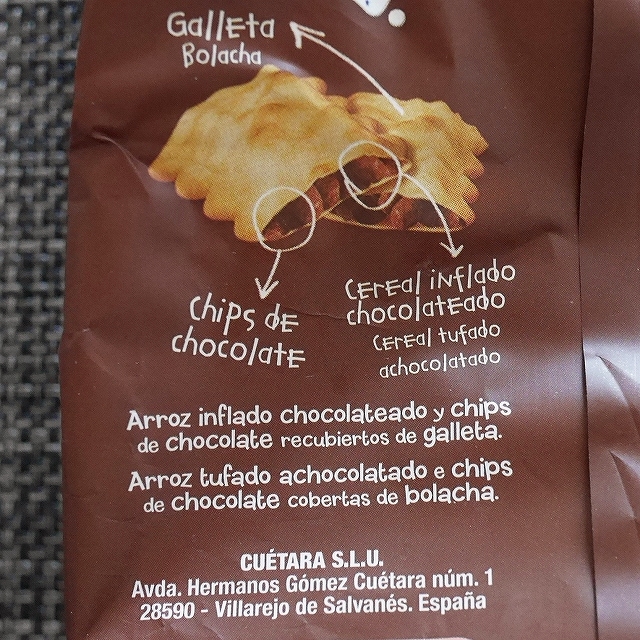 Galleta
Bolacha
chips de
chocolate
Cereal inflado
chocolateado
Cereal tufado
achocolatado
Arroz inflado chocolateado y chips
de chocolate recubiertos de galleta.
Arroz tufado achocolatado e chips
de chocolate cobertas de bolacha.
CUÉTARA S.L.U.
Avda. Hermanos Gómez Cuétara núm. 1
28590 - Villarejo de Salvanés. España